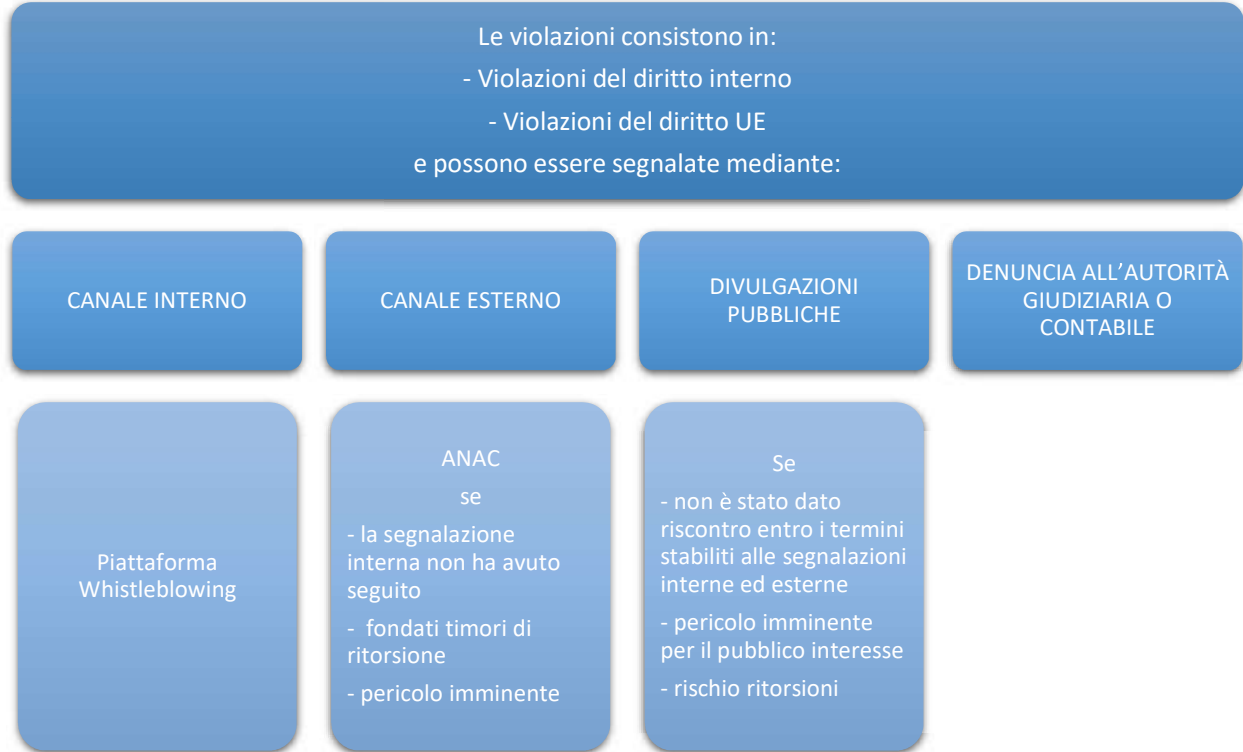 Le violazioni consistono in:
- Violazioni del diritto interno
- Violazioni del diritto UE
e possono essere segnalate mediante:
CANALE INTERNO
CANALE ESTERNO
DIVULGAZIONI
PUBBLICHE
DENUNCIA ALL’AUTORITÀ
GIUDIZIARIA O
CONTABILE
Piattaforma
Whistleblowing
ANAC
se
- la segnalazione
interna non ha avuto
seguito
- fondati timori di
ritorsione
- pericolo imminente
Se
- non è stato dato
riscontro entro i termini
stabiliti alle segnalazioni
interne ed esterne
- pericolo imminente
per il pubblico interesse
- rischio ritorsioni